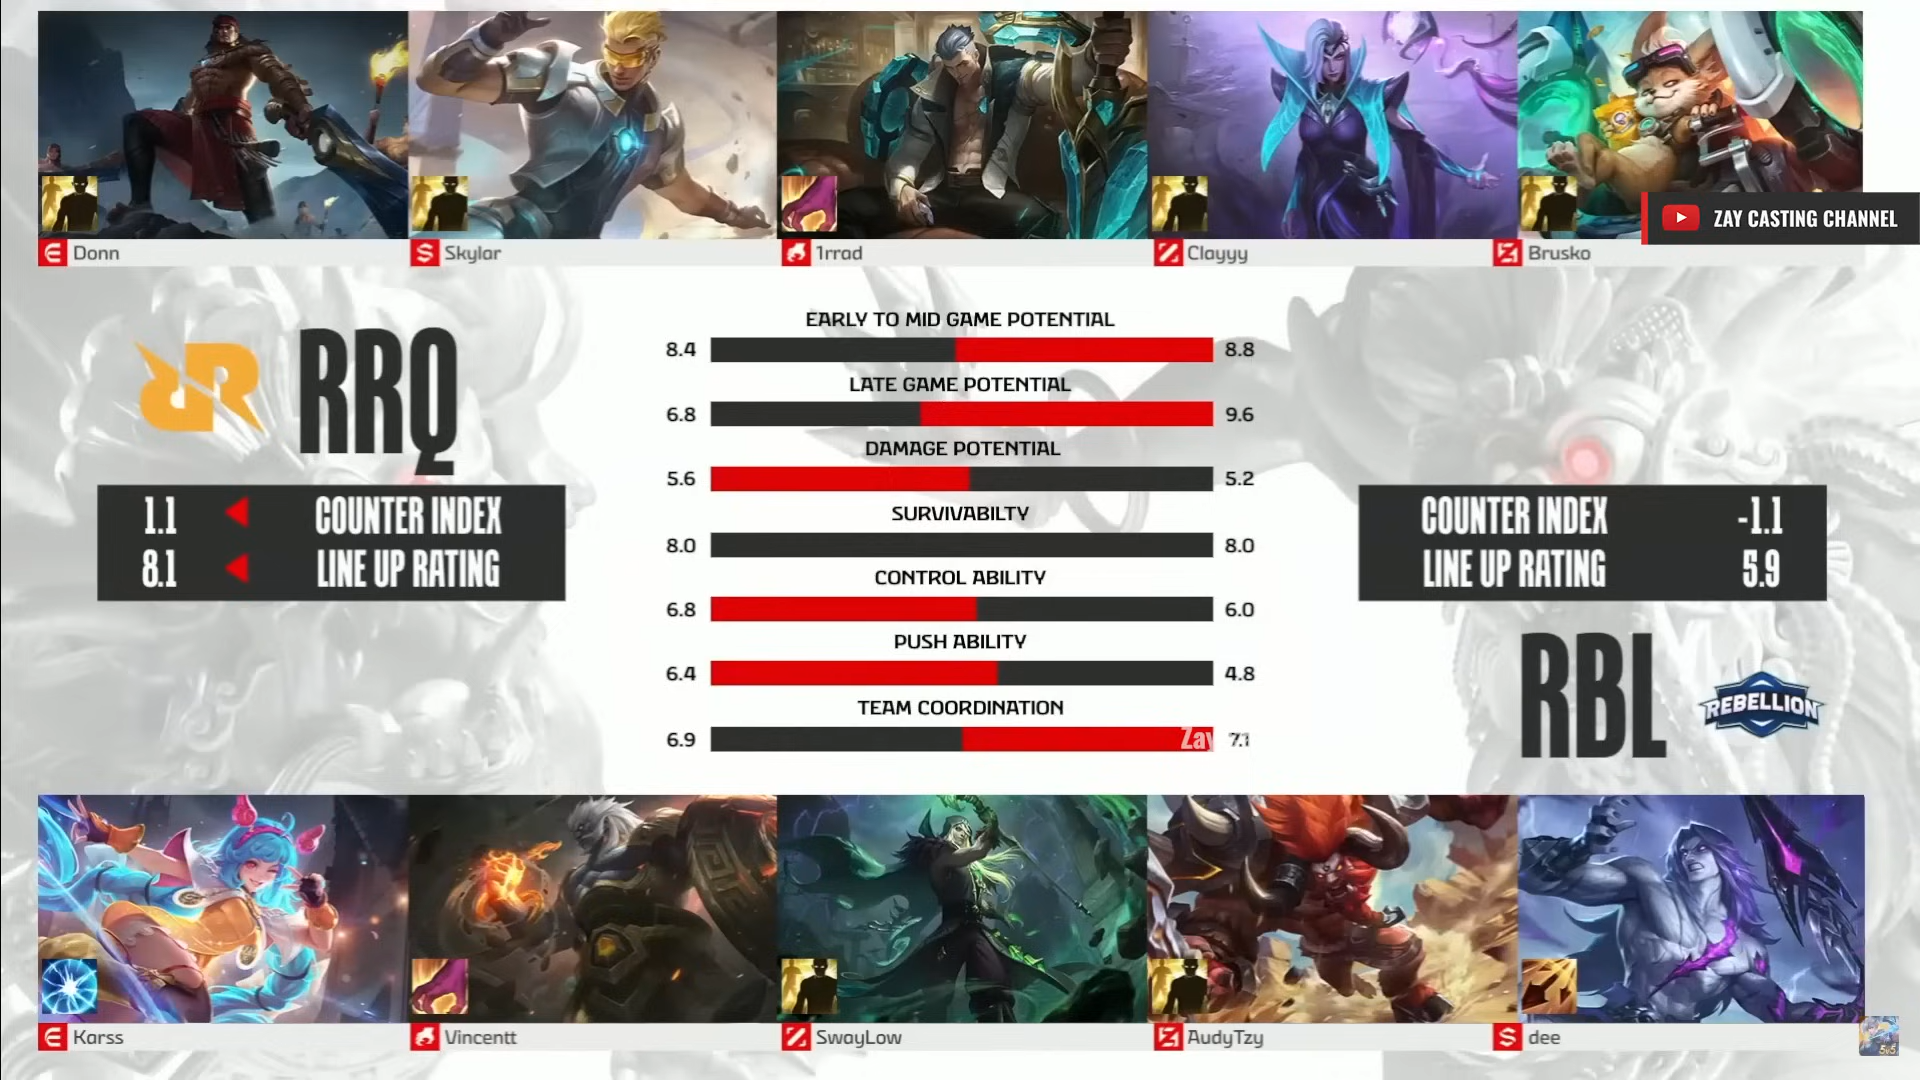 ZAY CASTING CHANNEL
Donn
Skylar
1rrad
Clayyy
Brusko
RRQ
1.1 COUNTER INDEX
8.1 LINE UP RATING
EARLY TO MID GAME POTENTIAL
8.4 8.8
LATE GAME POTENTIAL
6.8 9.6
DAMAGE POTENTIAL
5.6 5.2
SURVIVABILTY
8.0 8.0
CONTROL ABILITY
6.8 6.0
PUSH ABILITY
6.4 4.8
TEAM COORDINATION
6.9 7.1
Zay
COUNTER INDEX -1.1
LINE UP RATING 5.9
RBL
REBELLION
Karss
Vincentt
SwayLow
AudyTzy
dee
5v5